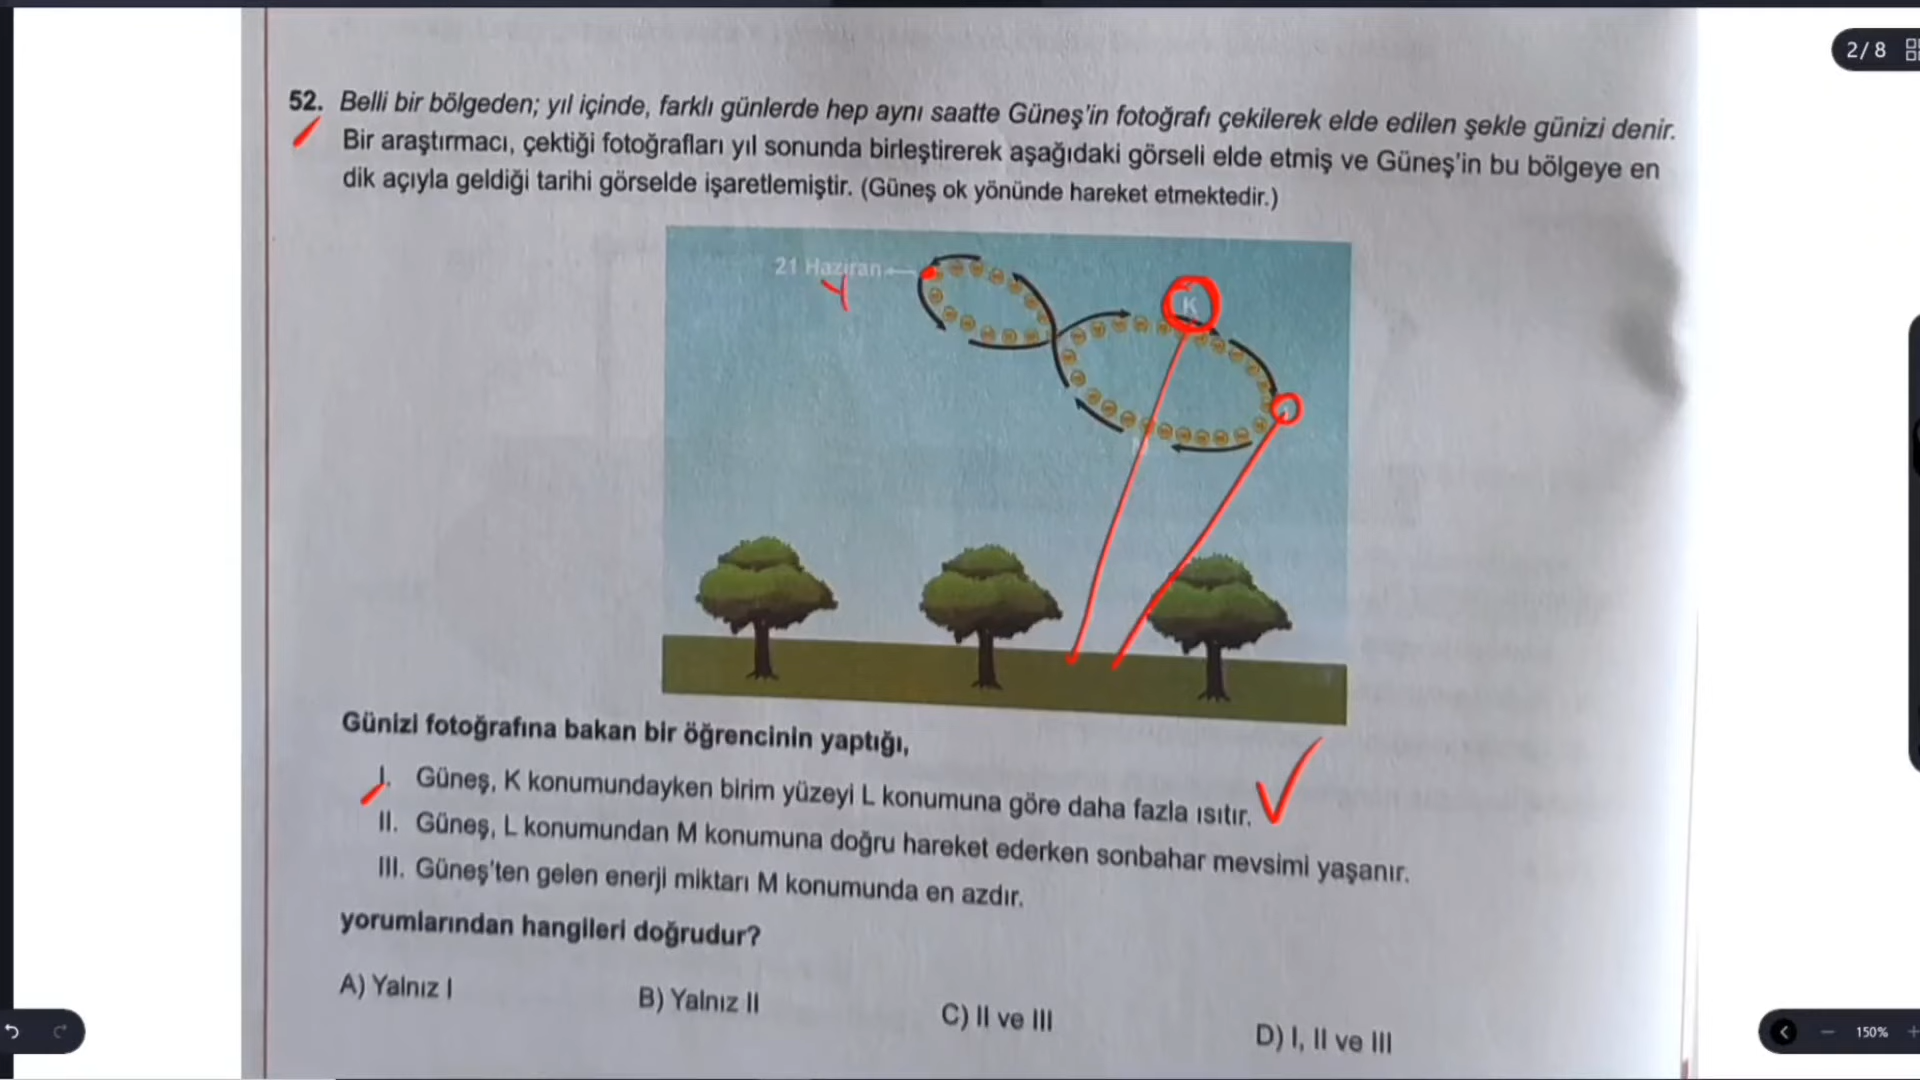 2/8
52. Belli bir bölgeden; yıl içinde, farklı günlerde hep aynı saatte Güneş'in fotoğrafı çekilerek elde edilen şekle günizi denir.
Bir araştırmacı, çektiği fotoğrafları yıl sonunda birleştirerek aşağıdaki görseli elde etmiş ve Güneş'in bu bölgeye en
dik açıyla geldiği tarihi görselde işaretlemiştir. (Güneş ok yönünde hareket etmektedir.)
21 Haziran
Y
K
Günizi fotoğrafına bakan bir öğrencinin yaptığı,
I. Güneş, K konumundayken birim yüzeyi L konumuna göre daha fazla ısıtır.
II. Güneş, L konumundan M konumuna doğru hareket ederken sonbahar mevsimi yaşanır.
III. Güneş'ten gelen enerji miktarı M konumunda en azdır.
yorumlarından hangileri doğrudur?
A) Yalnız I
B) Yalnız II
C) II ve III
D) I, II ve III
150%